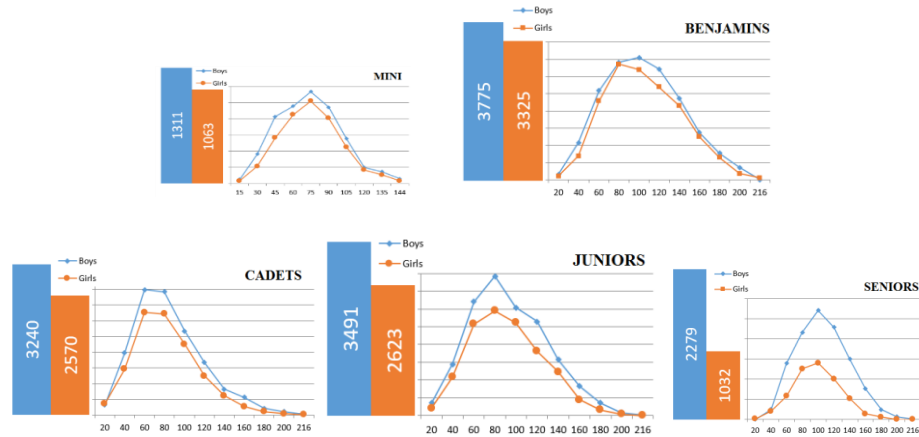 Boys
Girls
MINI
1311
1063
15 30 45 60 75 90 105 120 135 144
Boys
Girls
BENJAMINS
3775
3325
20 40 60 80 100 120 140 160 180 200 216
Boys
Girls
CADETS
3240
2570
20 40 60 80 100 120 140 160 180 200 216
Boys
Girls
JUNIORS
3491
2623
20 40 60 80 100 120 140 160 180 200 216
Boys
Girls
SENIORS
2279
1032
20 40 60 80 100 120 140 160 180 200 216